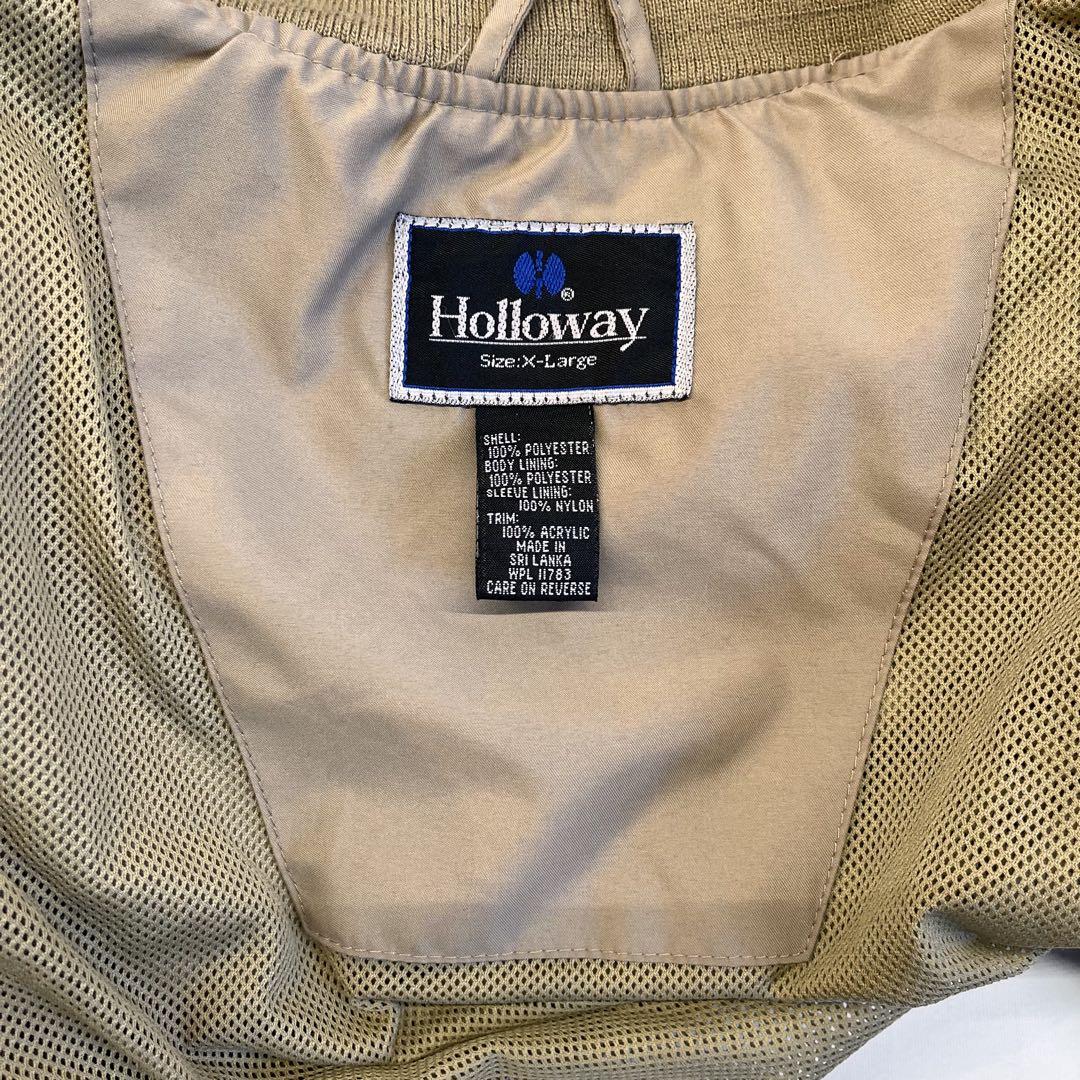 ®
Holloway
Size:X-Large
SHELL:
100% POLYESTER
BODY LINING:
100% POLYESTER
SLEEVE LINING:
100% NYLON
TRIM:
100% ACRYLIC
MADE IN
SRI LANKA
WPL 11783
CARE ON REVERSE